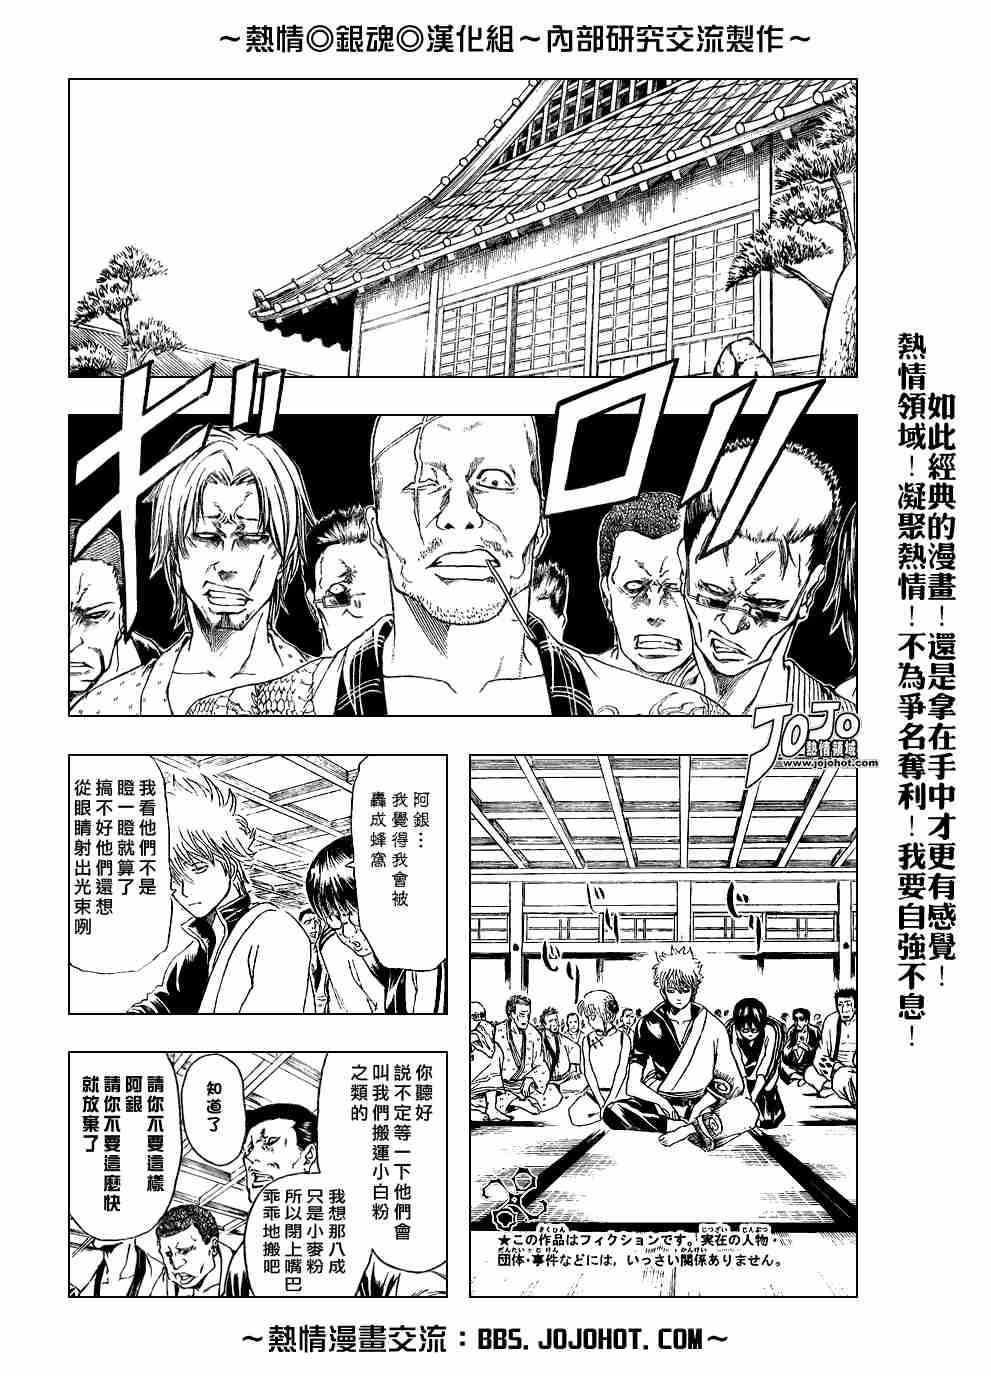 ～熱情◎銀魂◎漢化組～內部研究交流製作～
如此經典的漫畫！還是拿在手中才更有感覺！
熱情領域！凝聚熱情！不為爭名奪利！我要自強不息！
ギロッ
JOJO
熱情領域
www.jojohot.com
じ〜
じ〜
じ〜
★この作品はフィクションです。実在の人物・
団体・事件などには、いっさい関係ありません。
阿銀…
我覺得我會被
轟成蜂窩
我看他們不是
瞪一瞪就算了
搞不好他們還想
從眼睛射出光束咧
你聽好
說不定等一下他們會
叫我們搬運小白粉
之類的
我想那八成
只是小麥粉
所以閉上嘴巴
乖乖地搬吧
知道了
請你不要這樣
阿銀
請你不要這麼快
就放棄了
～熱情漫畫交流：BBS.JOJOHOT.COM～